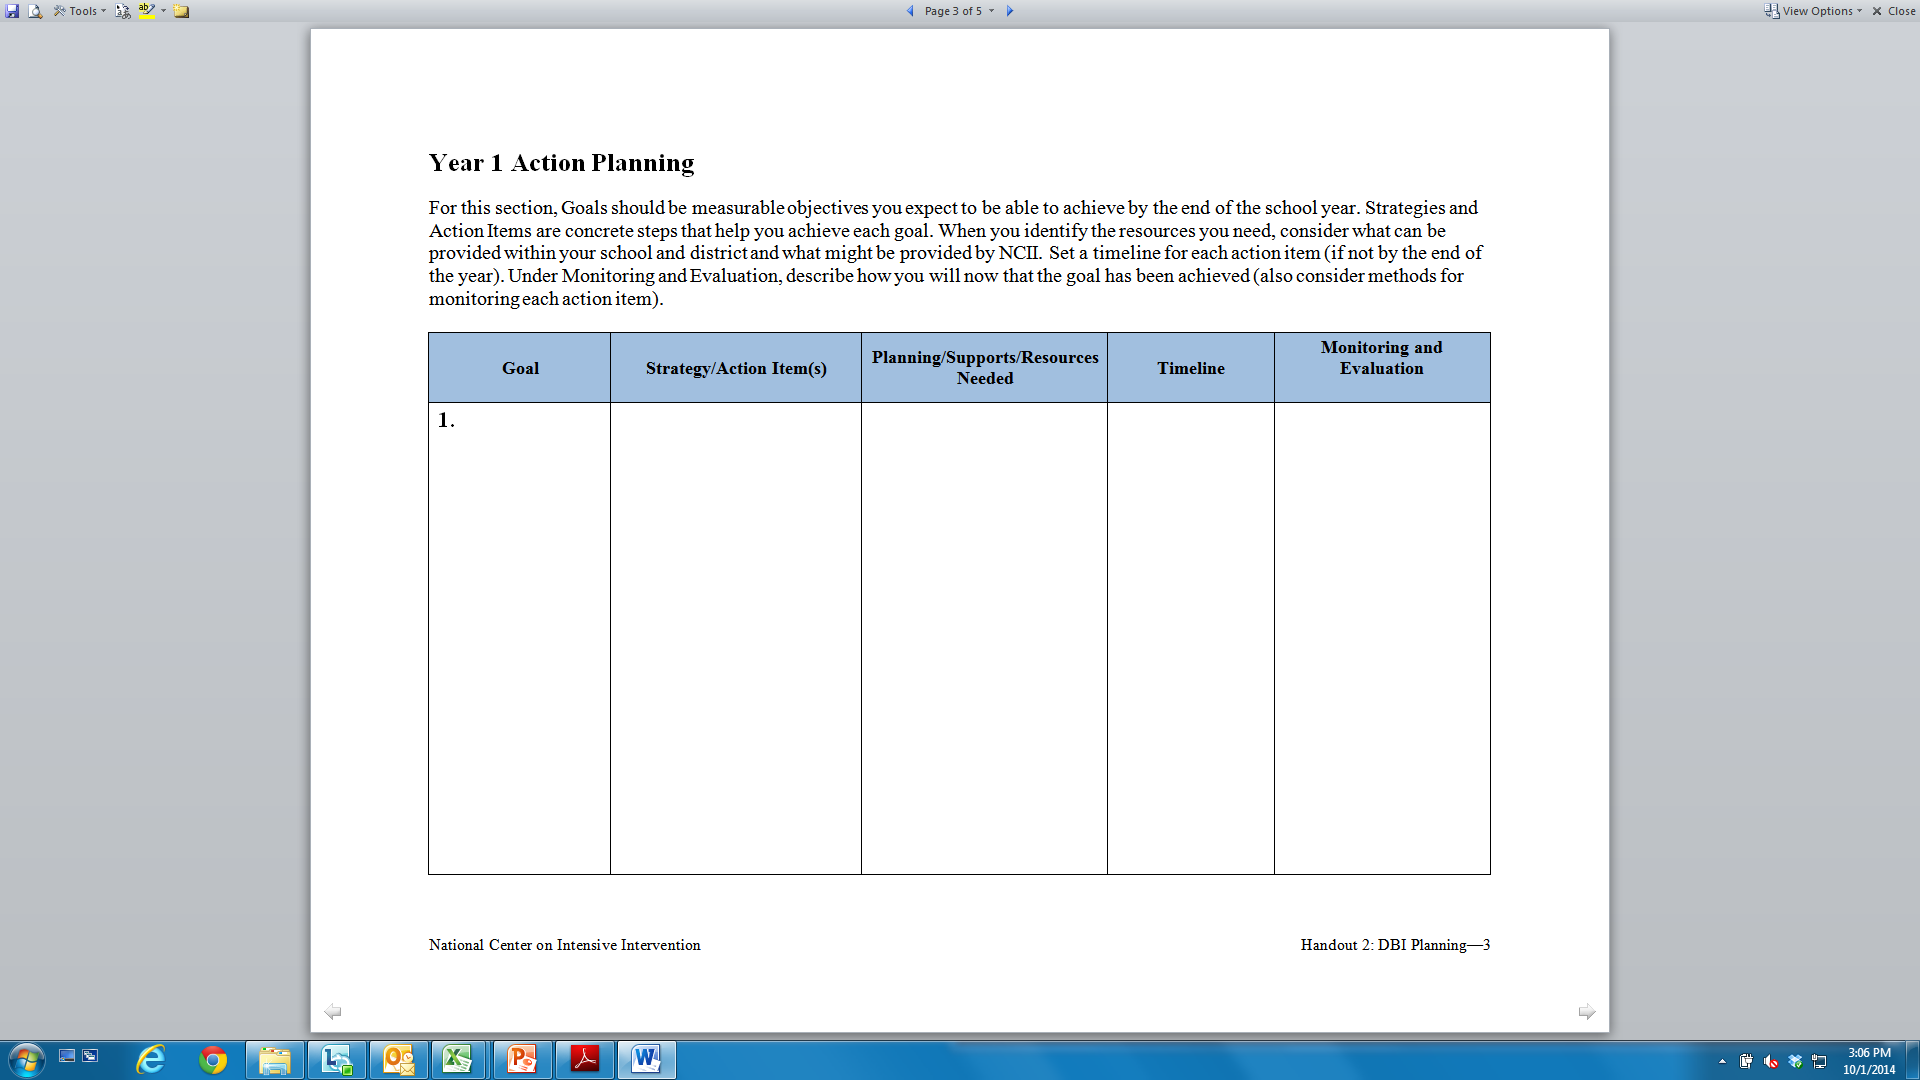 Tools
ab
Page 3 of 5
View Options
Close
Year 1 Action Planning
For this section, Goals should be measurable objectives you expect to be able to achieve by the end of the school year. Strategies and
Action Items are concrete steps that help you achieve each goal. When you identify the resources you need, consider what can be
provided within your school and district and what might be provided by NCII. Set a timeline for each action item (if not by the end of
the year). Under Monitoring and Evaluation, describe how you will now that the goal has been achieved (also consider methods for
monitoring each action item).
Goal
Strategy/Action Item(s)
Planning/Supports/Resources
Needed
Timeline
Monitoring and
Evaluation
1.
National Center on Intensive Intervention
Handout 2: DBI Planning—3
3:06 PM
10/1/2014